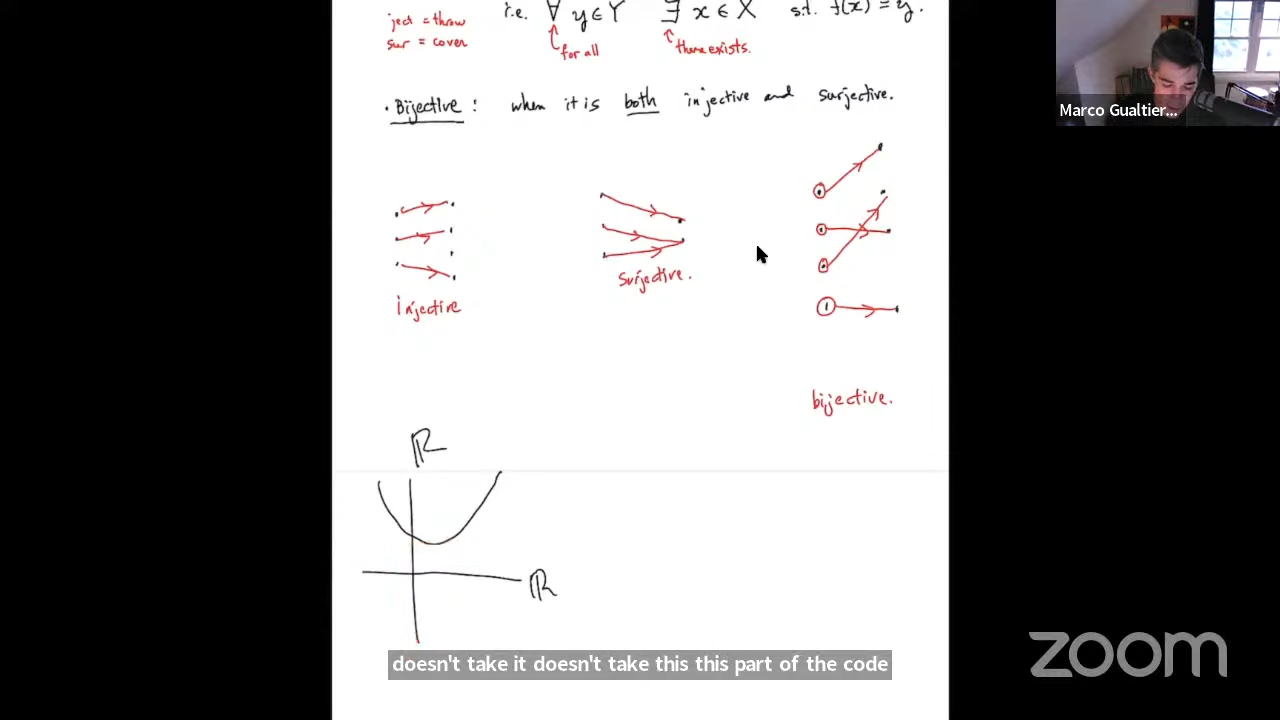 ject = throw
sur = cover
i.e. ∀ y ∈ Y ∃ x ∈ X s.t. f(x) = y.
for all
there exists.
· Bijective : when it is both injective and surjective.
injective
surjective.
bijective.
ℝ
ℝ
doesn't take it doesn't take this this part of the code
Marco Gualtier...
zoom